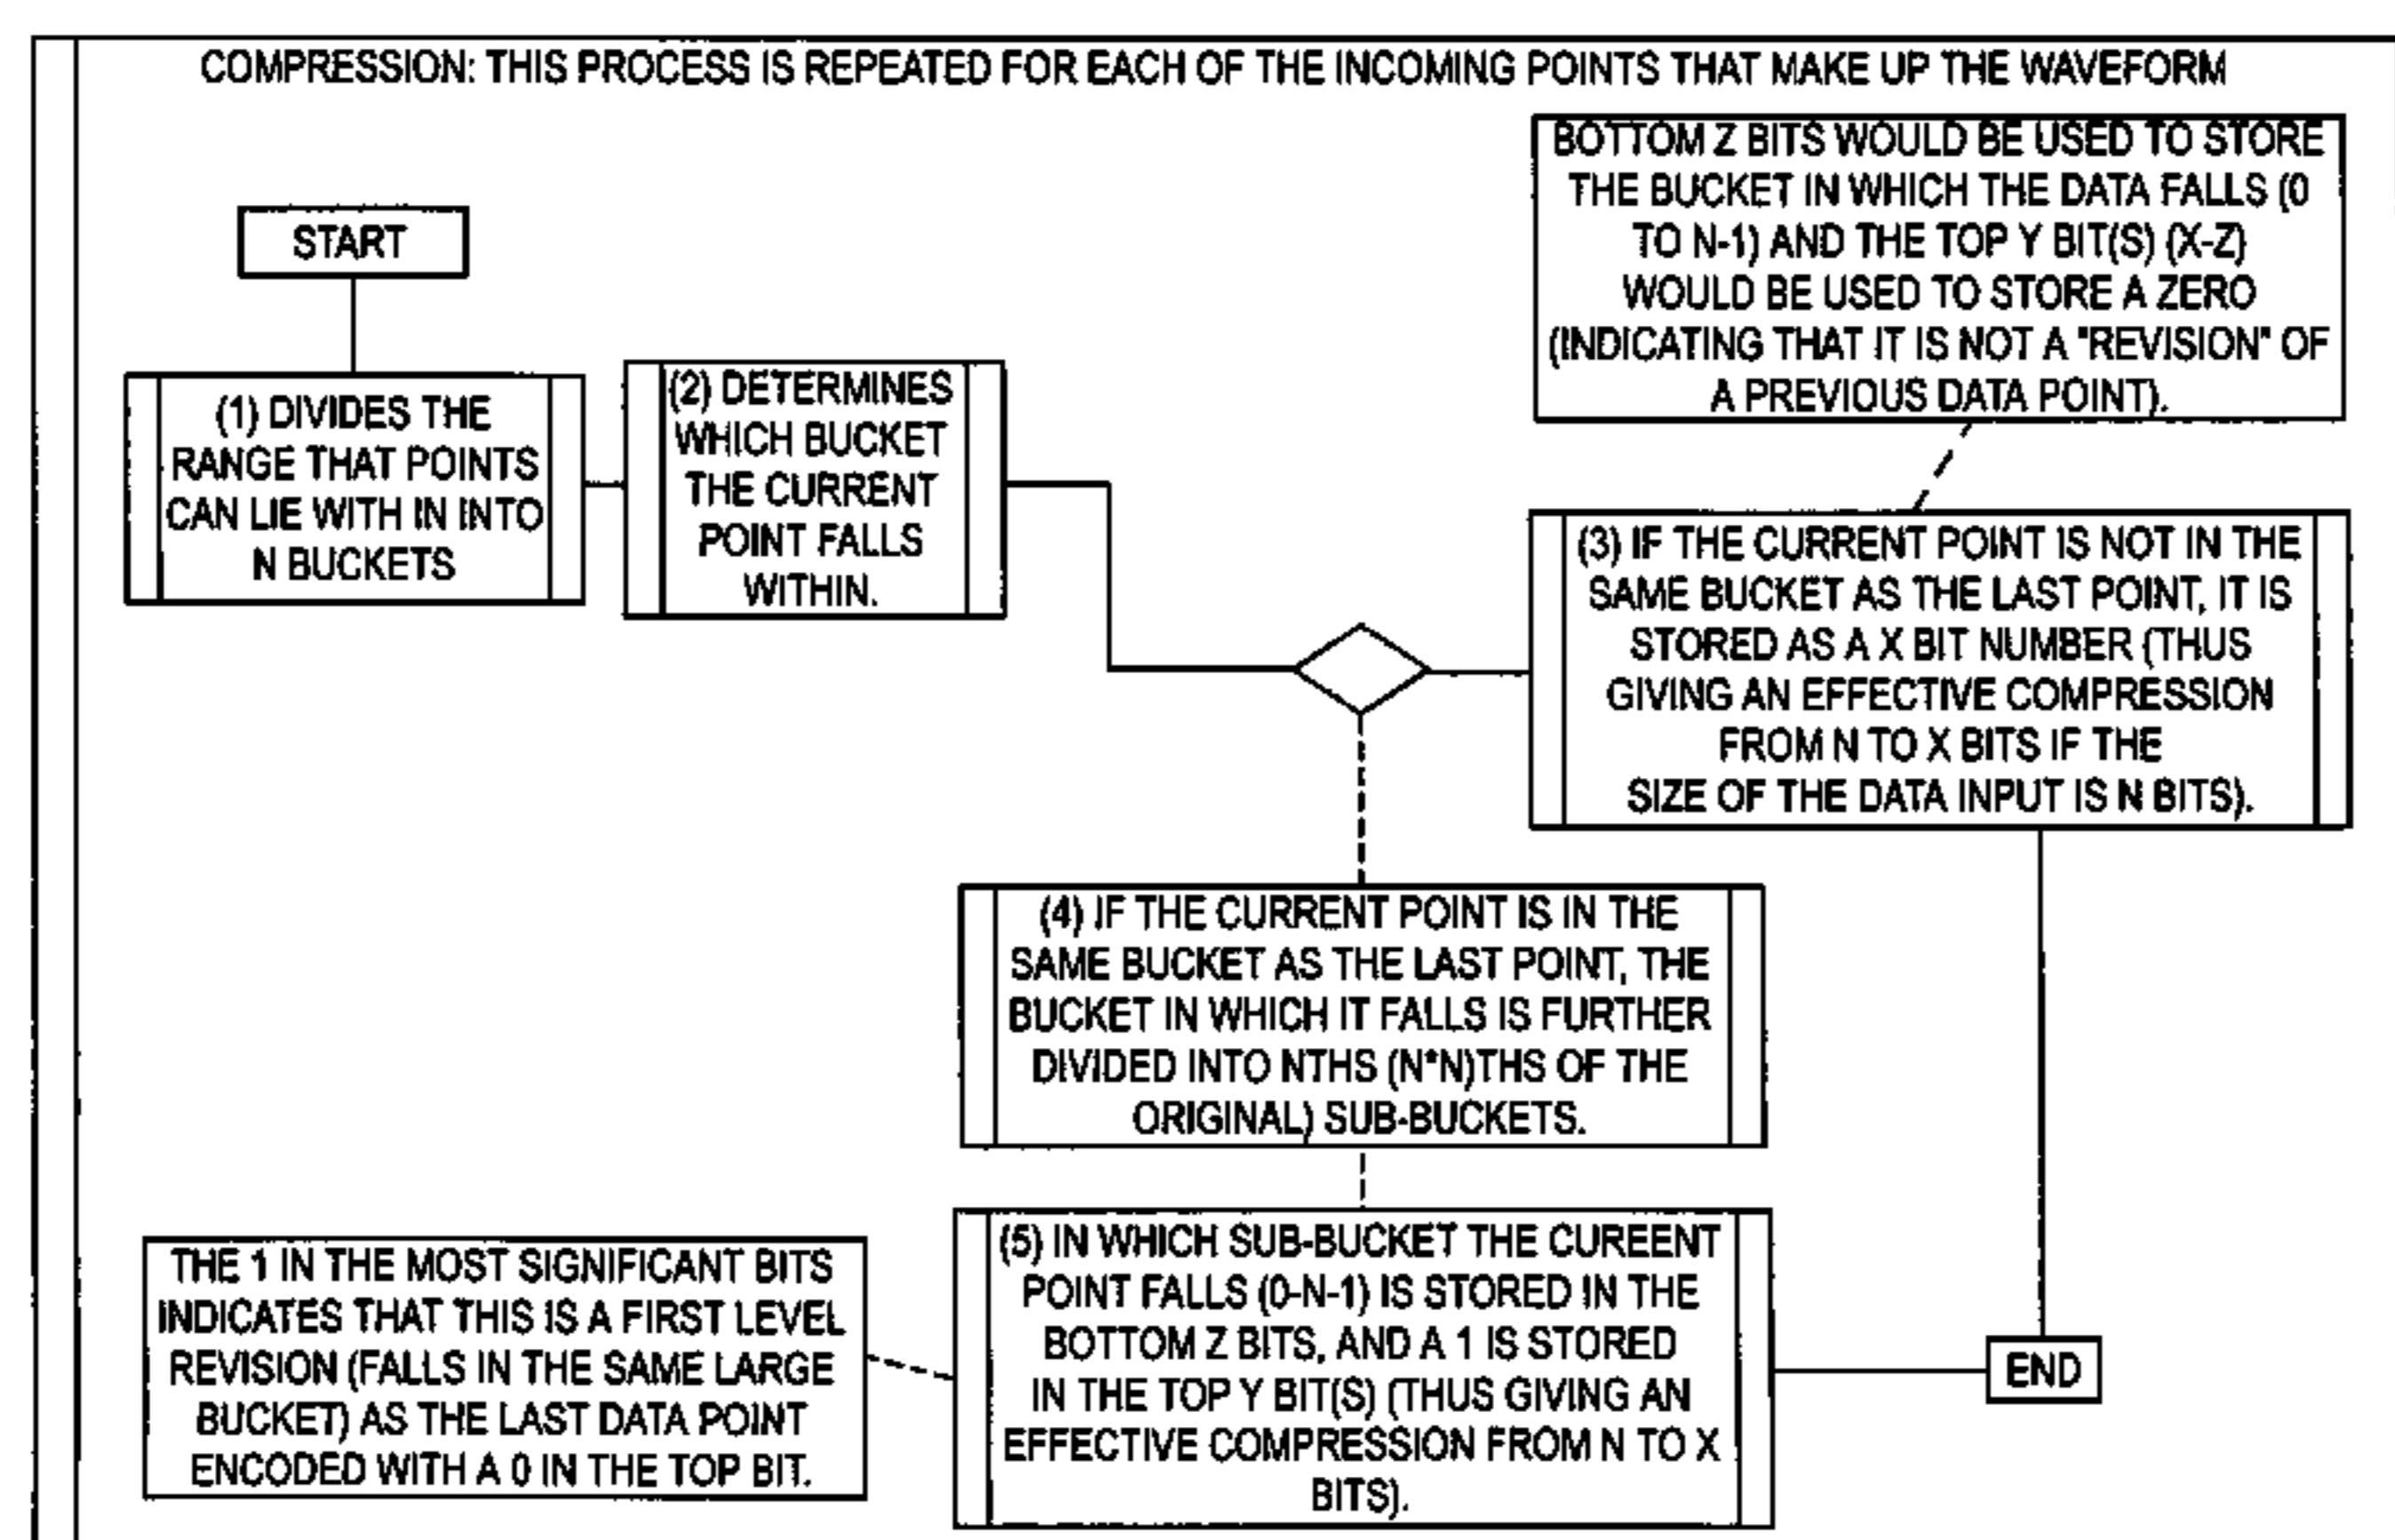 COMPRESSION: THIS PROCESS IS REPEATED FOR EACH OF THE INCOMING POINTS THAT MAKE UP THE WAVEFORM
START
(1) DIVIDES THE
RANGE THAT POINTS
CAN LIE WITH IN INTO
N BUCKETS
(2) DETERMINES
WHICH BUCKET
THE CURRENT
POINT FALLS
WITHIN.
BOTTOM Z BITS WOULD BE USED TO STORE
THE BUCKET IN WHICH THE DATA FALLS (0
TO N-1) AND THE TOP Y BIT(S) (X-Z)
WOULD BE USED TO STORE A ZERO
(INDICATING THAT IT IS NOT A "REVISION" OF
A PREVIOUS DATA POINT).
(3) IF THE CURRENT POINT IS NOT IN THE
SAME BUCKET AS THE LAST POINT, IT IS
STORED AS A X BIT NUMBER (THUS
GIVING AN EFFECTIVE COMPRESSION
FROM N TO X BITS IF THE
SIZE OF THE DATA INPUT IS N BITS).
(4) IF THE CURRENT POINT IS IN THE
SAME BUCKET AS THE LAST POINT, THE
BUCKET IN WHICH IT FALLS IS FURTHER
DIVIDED INTO NTHS (N*N)THS OF THE
ORIGINAL) SUB-BUCKETS.
(5) IN WHICH SUB-BUCKET THE CUREENT
POINT FALLS (0-N-1) IS STORED IN THE
BOTTOM Z BITS, AND A 1 IS STORED
IN THE TOP Y BIT(S) (THUS GIVING AN
EFFECTIVE COMPRESSION FROM N TO X
BITS).
THE 1 IN THE MOST SIGNIFICANT BITS
INDICATES THAT THIS IS A FIRST LEVEL
REVISION (FALLS IN THE SAME LARGE
BUCKET) AS THE LAST DATA POINT
ENCODED WITH A 0 IN THE TOP BIT.
END